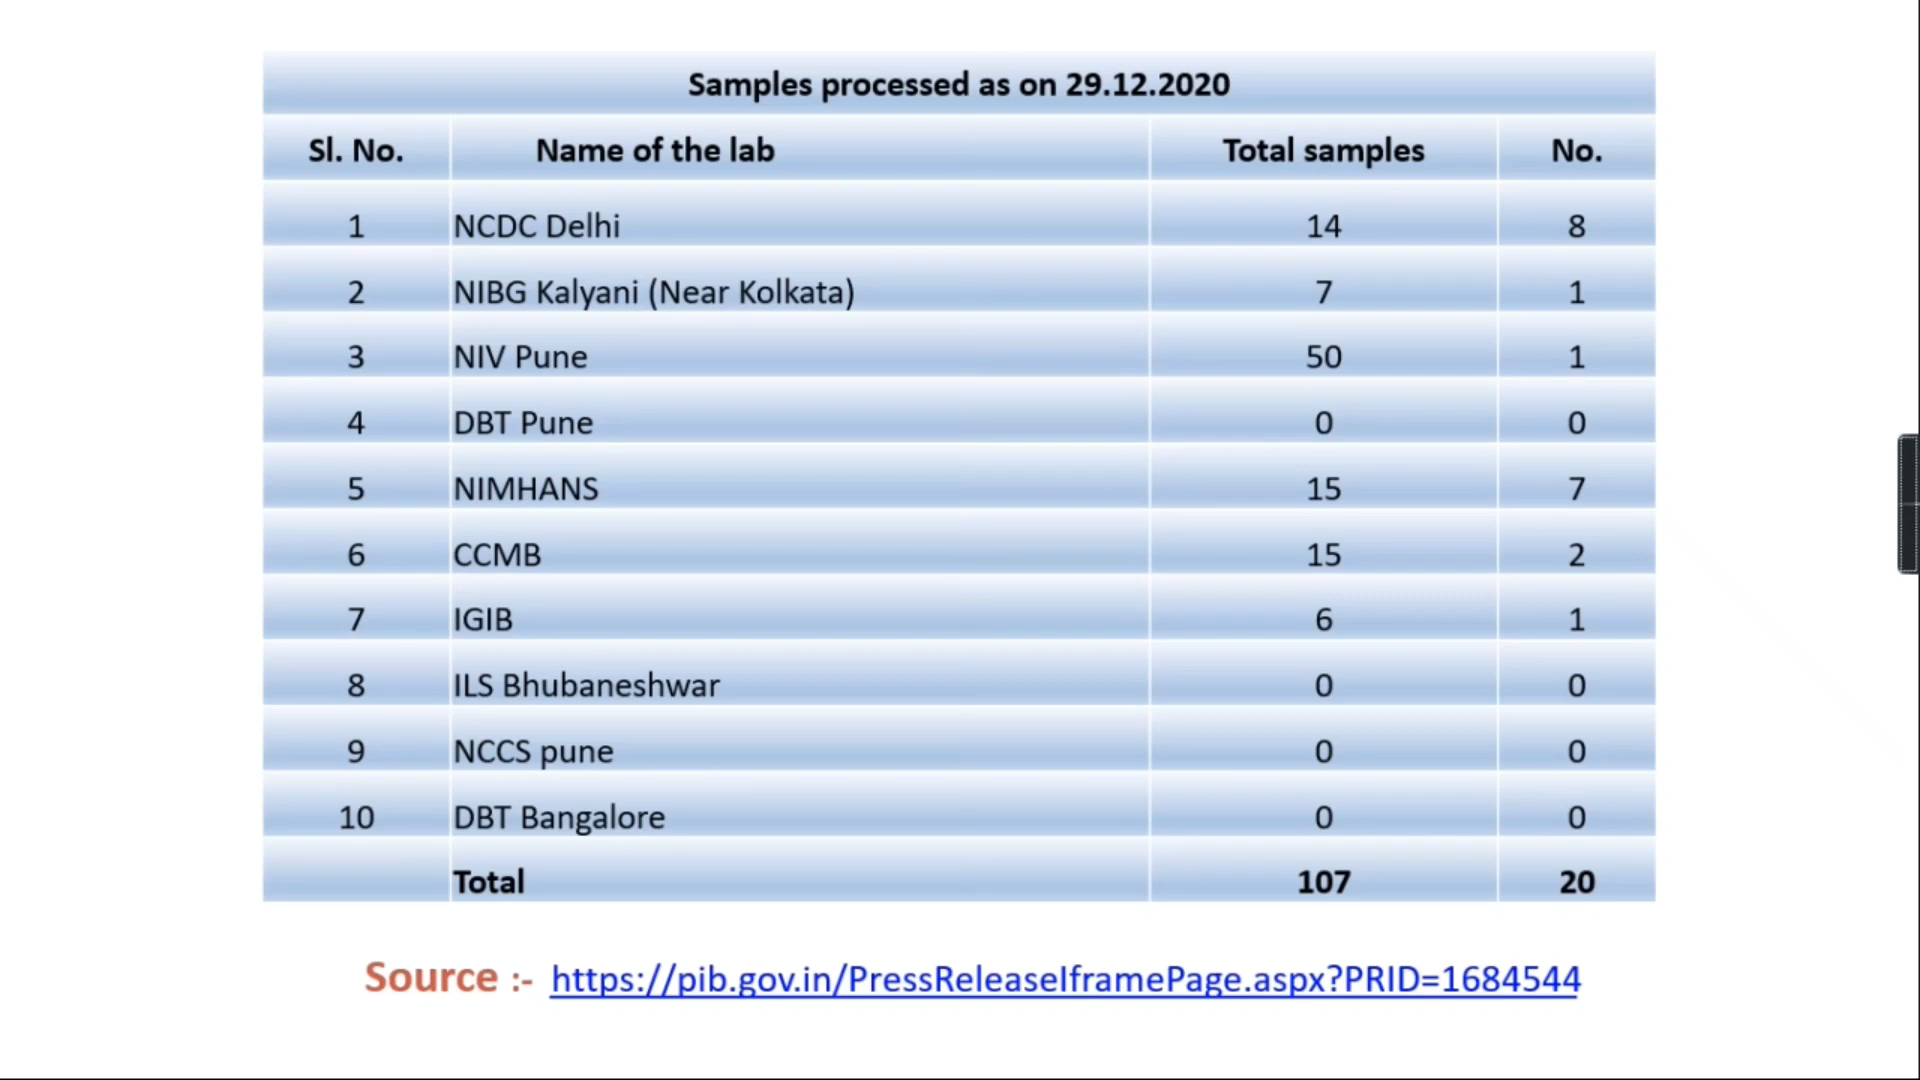 Samples processed as on 29.12.2020
Sl. No. Name of the lab Total samples No.
1 NCDC Delhi 14 8
2 NIBG Kalyani (Near Kolkata) 7 1
3 NIV Pune 50 1
4 DBT Pune 0 0
5 NIMHANS 15 7
6 CCMB 15 2
7 IGIB 6 1
8 ILS Bhubaneshwar 0 0
9 NCCS pune 0 0
10 DBT Bangalore 0 0
Total 107 20
Source :- https://pib.gov.in/PressReleaseIframePage.aspx?PRID=1684544